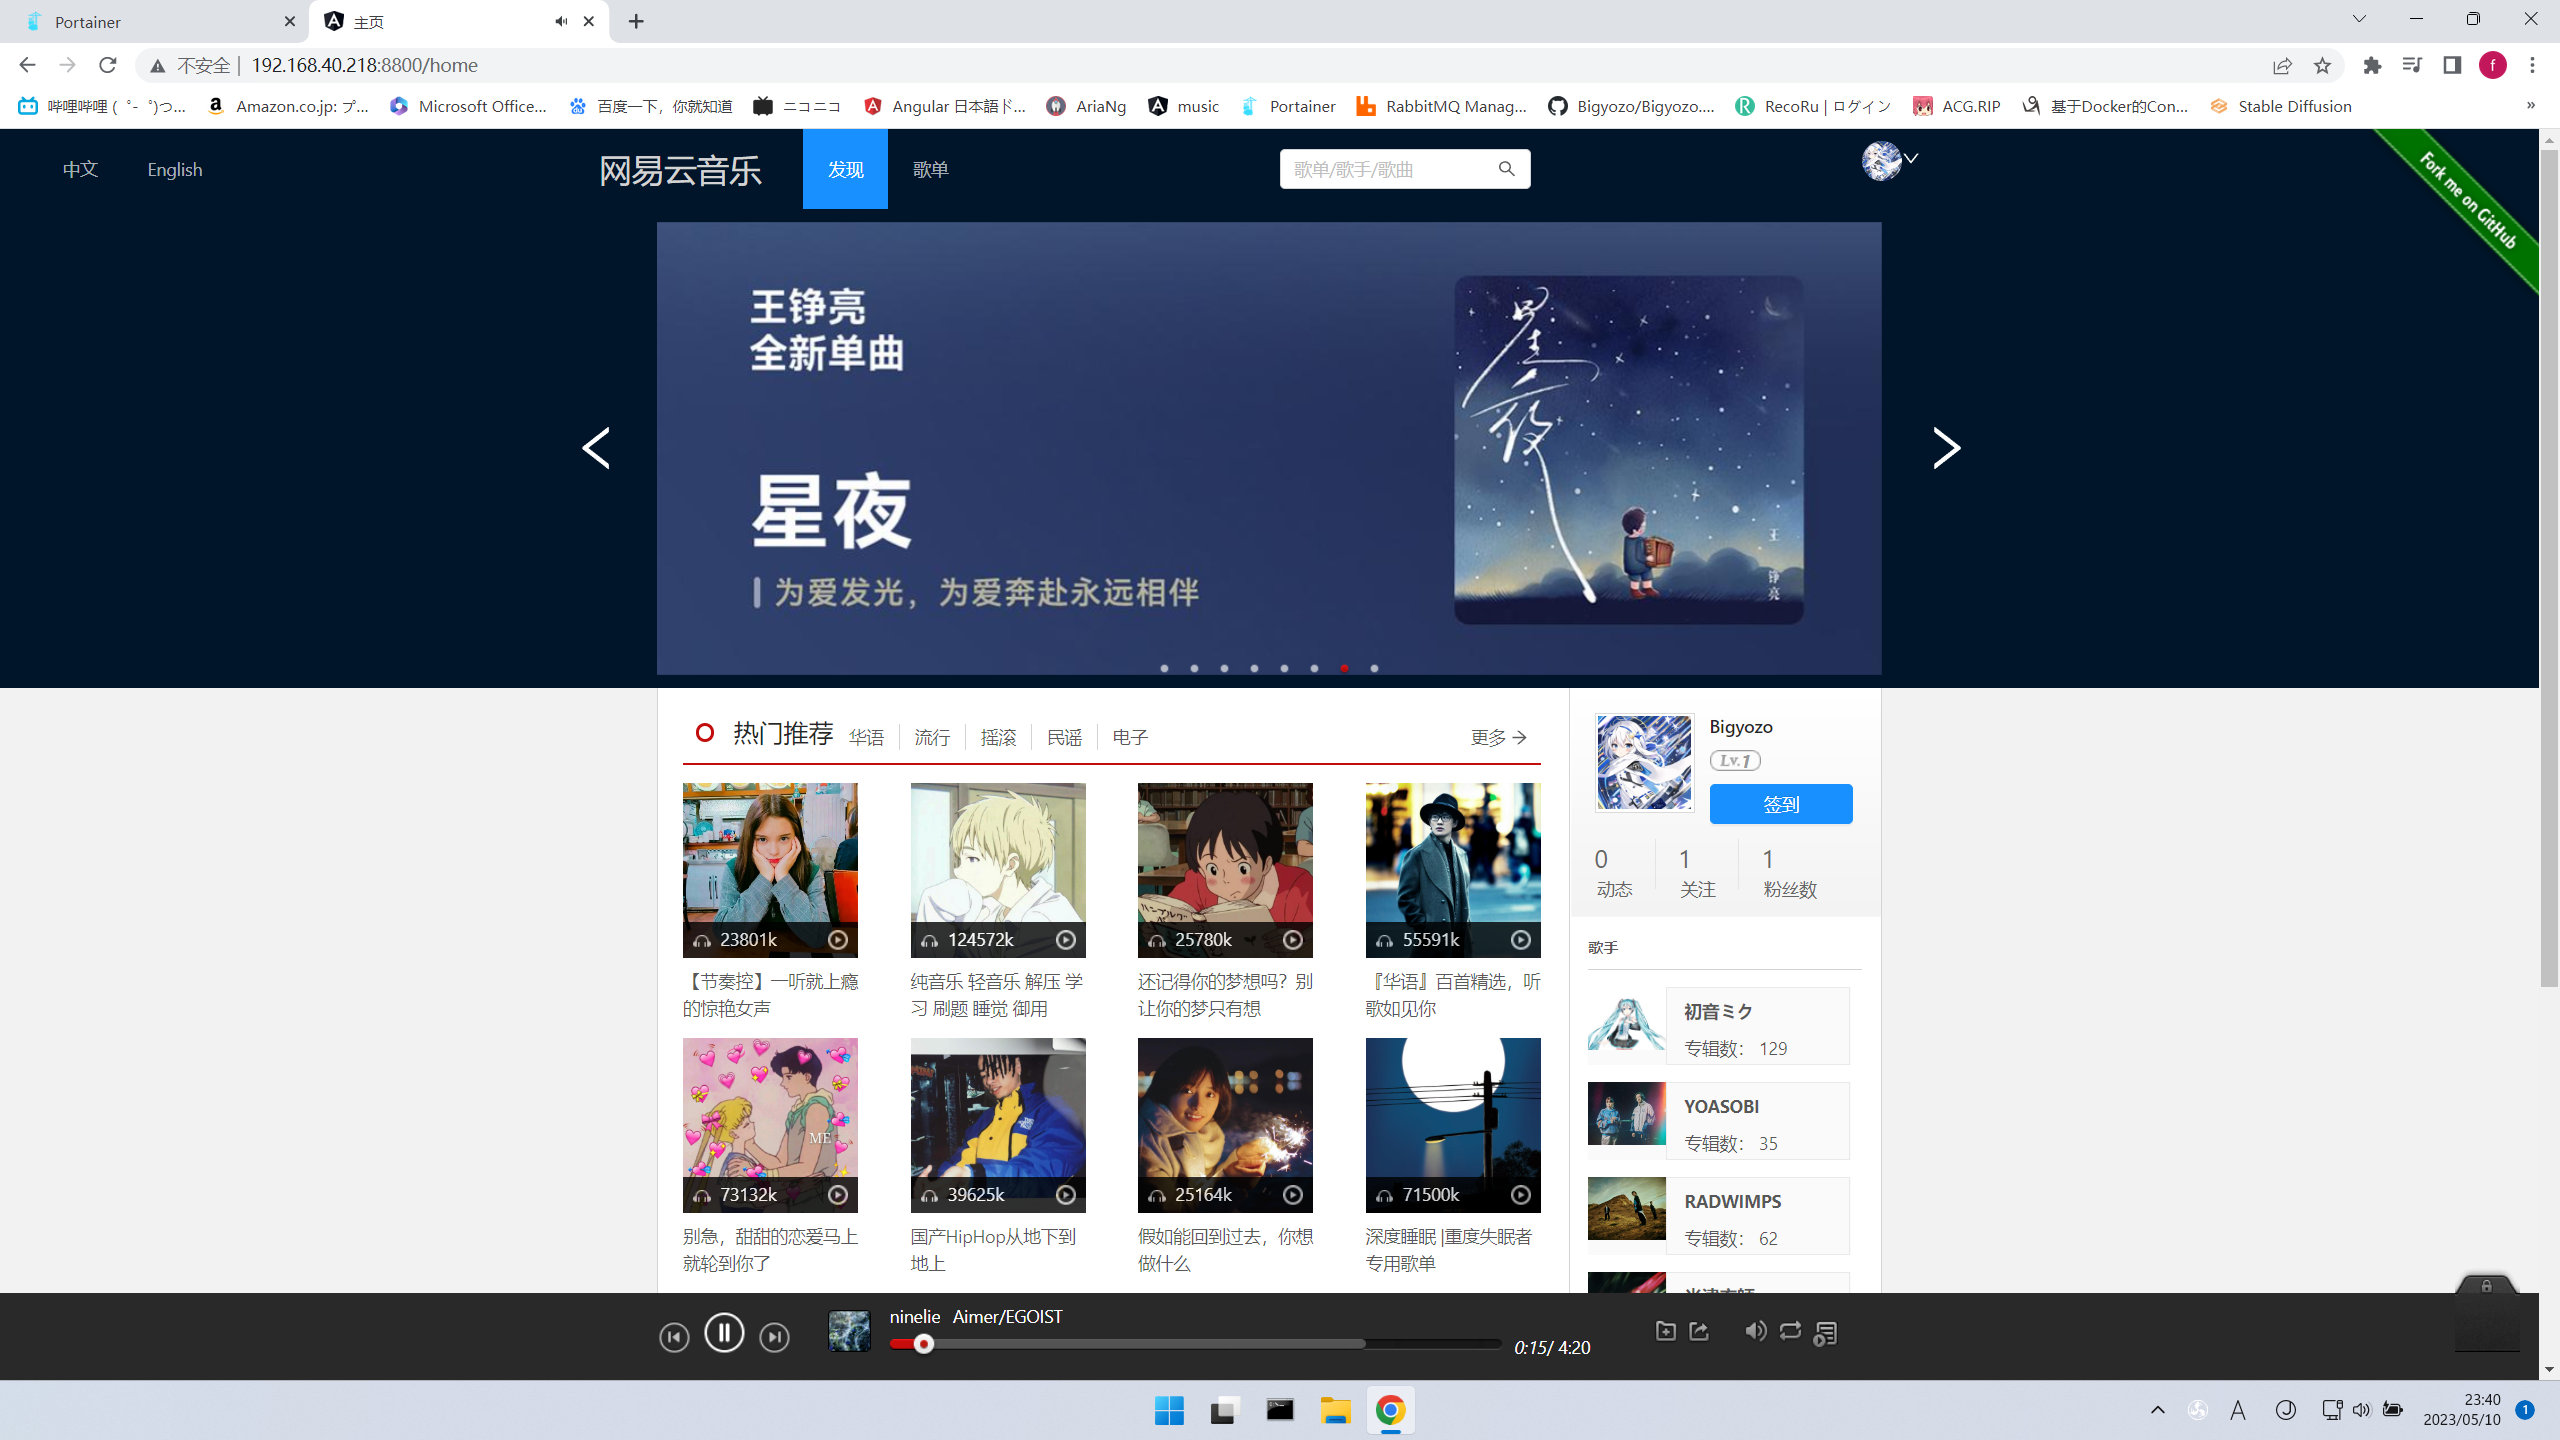 Portainer
主页
不安全 | 192.168.40.218:8800/home
哔哩哔哩 (゜-゜)つ...
Amazon.co.jp: プ...
Microsoft Office...
百度一下，你就知道
ニコニコ
Angular 日本語ド...
AriaNg
music
Portainer
RabbitMQ Manag...
Bigyozo/Bigyozo....
RecoRu | ログイン
ACG.RIP
基于Docker的Con...
Stable Diffusion
»
中文
English
网易云音乐
发现
歌单
歌单/歌手/歌曲
Fork me on GitHub
王铮亮
全新单曲
星夜
为爱发光，为爱奔赴永远相伴
星夜
王
铮亮
热门推荐 华语 流行 摇滚 民谣 电子
更多
23801k
124572k
25780k
55591k
【节奏控】一听就上瘾
的惊艳女声
纯音乐 轻音乐 解压 学
习 刷题 睡觉 御用
还记得你的梦想吗？别
让你的梦只有想
『华语』百首精选，听
歌如见你
ME
73132k
39625k
25164k
71500k
别急，甜甜的恋爱马上
就轮到你了
国产HipHop从地下到
地上
假如能回到过去，你想
做什么
深度睡眠 |重度失眠者
专用歌单
Bigyozo
Lv.1
签到
0
动态
1
关注
1
粉丝数
歌手
初音ミク
专辑数： 129
YOASOBI
专辑数： 35
RADWIMPS
专辑数： 62
ninelie Aimer/EGOIST
0:15/ 4:20
23:40
2023/05/10
1